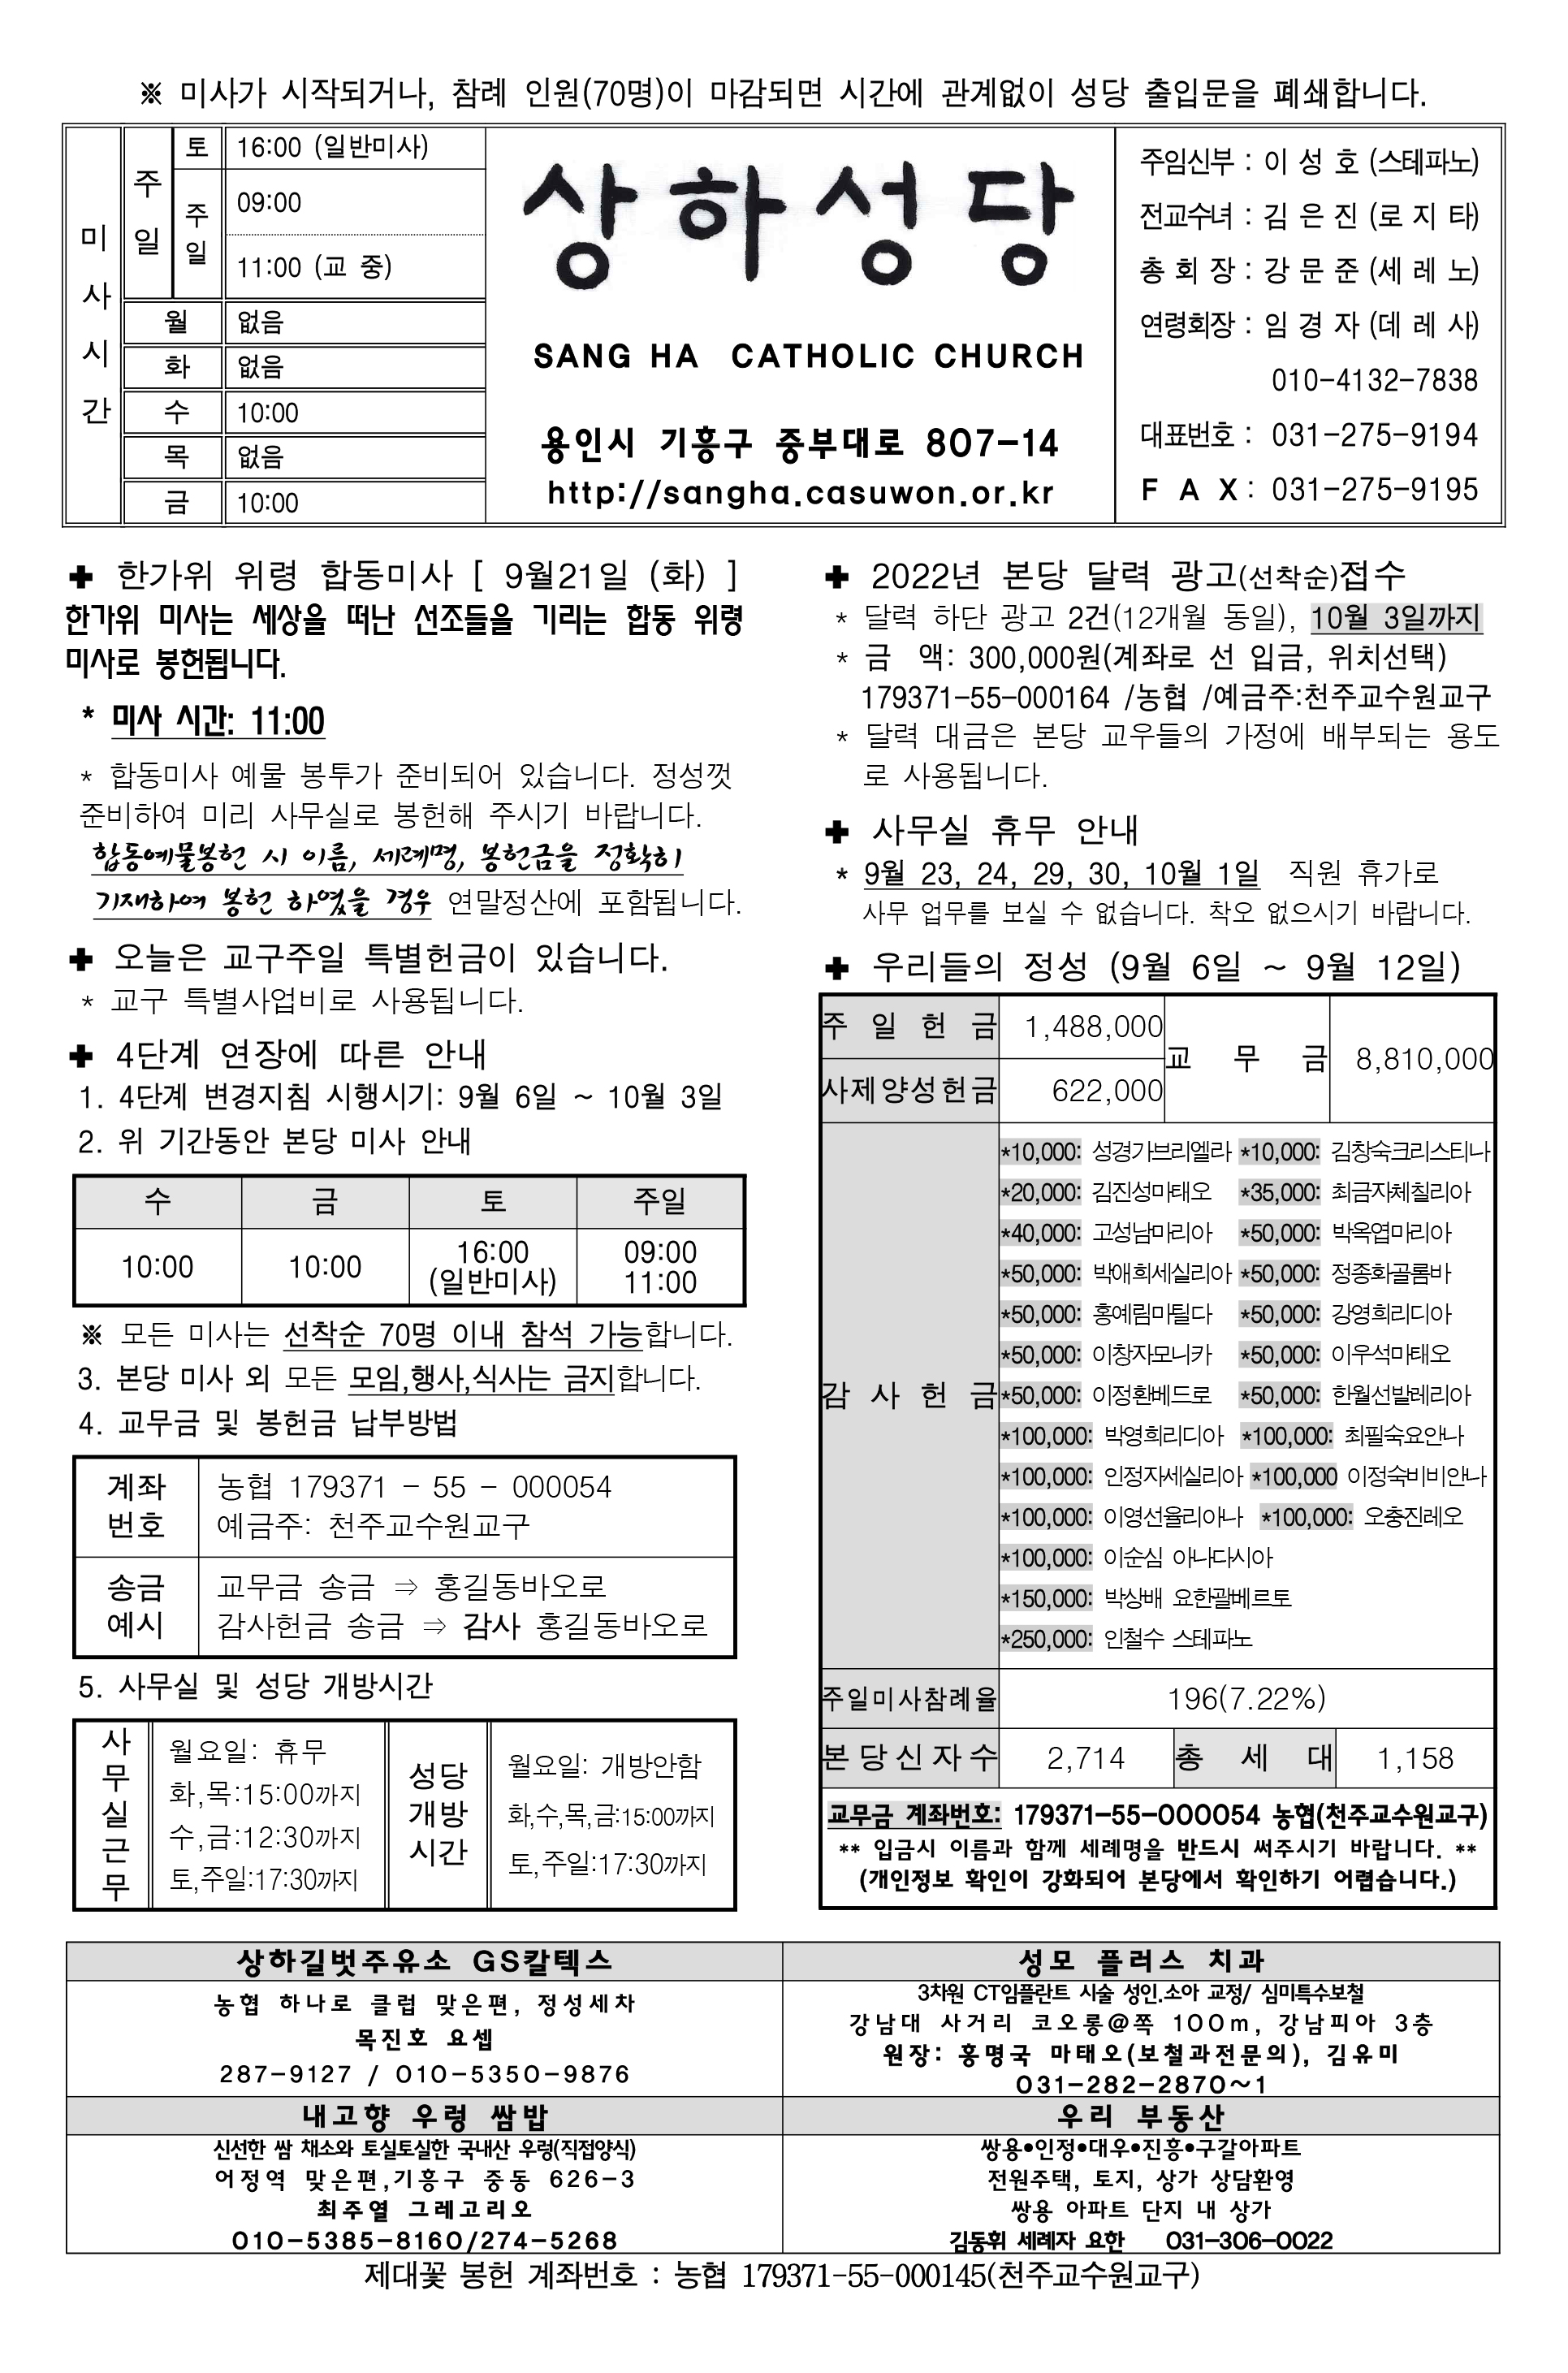 ※ 미사가 시작되거나, 참례 인원(70명)이 마감되면 시간에 관계없이 성당 출입문을 폐쇄합니다.
미사시간
주일 토 16:00 (일반미사)
주일 09:00
11:00 (교 중)
월 없음
화 없음
수 10:00
목 없음
금 10:00
상하성당
SANG HA CATHOLIC CHURCH
용인시 기흥구 중부대로 807-14
http://sangha.casuwon.or.kr
주임신부 : 이 성 호 (스테파노)
전교수녀 : 김 은 진 (로 지 타)
총 회 장 : 강 문 준 (세 레 노)
연령회장 : 임 경 자 (데 레 사)
010-4132-7838
대표번호 : 031-275-9194
F A X : 031-275-9195
✚ 한가위 위령 합동미사 [ 9월21일 (화) ]
한가위 미사는 세상을 떠난 선조들을 기리는 합동 위령
미사로 봉헌됩니다.
* 미사 시간: 11:00
* 합동미사 예물 봉투가 준비되어 있습니다. 정성껏
준비하여 미리 사무실로 봉헌해 주시기 바랍니다.
합동예물봉헌 시 이름, 세례명, 봉헌금을 정확히
기재하여 봉헌 하였을 경우 연말정산에 포함됩니다.
✚ 오늘은 교구주일 특별헌금이 있습니다.
* 교구 특별사업비로 사용됩니다.
✚ 4단계 연장에 따른 안내
1. 4단계 변경지침 시행시기: 9월 6일 ~ 10월 3일
2. 위 기간동안 본당 미사 안내
수 금 토 주일
10:00 10:00 16:00 (일반미사) 09:00 11:00
※ 모든 미사는 선착순 70명 이내 참석 가능합니다.
3. 본당 미사 외 모든 모임,행사,식사는 금지합니다.
4. 교무금 및 봉헌금 납부방법
계좌번호 농협 179371 - 55 - 000054
예금주: 천주교수원교구
송금예시 교무금 송금 ⇒ 홍길동바오로
감사헌금 송금 ⇒ 감사 홍길동바오로
5. 사무실 및 성당 개방시간
사무실근무
월요일: 휴무
화,목:15:00까지
수,금:12:30까지
토,주일:17:30까지
성당개방시간
월요일: 개방안함
화,수,목,금:15:00까지
토,주일:17:30까지
✚ 2022년 본당 달력 광고(선착순)접수
* 달력 하단 광고 2건(12개월 동일), 10월 3일까지
* 금 액: 300,000원(계좌로 선 입금, 위치선택)
179371-55-000164 /농협 /예금주:천주교수원교구
* 달력 대금은 본당 교우들의 가정에 배부되는 용도
로 사용됩니다.
✚ 사무실 휴무 안내
* 9월 23, 24, 29, 30, 10월 1일 직원 휴가로
사무 업무를 보실 수 없습니다. 착오 없으시기 바랍니다.
✚ 우리들의 정성 (9월 6일 ~ 9월 12일)
주 일 헌 금 1,488,000 교 무 금 8,810,000
사제양성헌금 622,000
감 사 헌 금
*10,000: 성경가브리엘라 *10,000: 김창숙크리스티나
*20,000: 김진성마태오 *35,000: 최금자체칠리아
*40,000: 고성남마리아 *50,000: 박옥엽마리아
*50,000: 박애희세실리아 *50,000: 정종화골롬바
*50,000: 홍예림마틸다 *50,000: 강영희리디아
*50,000: 이창자모니카 *50,000: 이우석마태오
*50,000: 이정환베드로 *50,000: 한월선발레리아
*100,000: 박영희리디아 *100,000: 최필숙요안나
*100,000: 인정자세실리아 *100,000 이정숙비비안나
*100,000: 이영선율리아나 *100,000: 오충진레오
*100,000: 이순심 아나다시아
*150,000: 박상배 요한괄베르토
*250,000: 인철수 스테파노
주일미사참례율 196(7.22%)
본당신자수 2,714 총 세 대 1,158
교무금 계좌번호: 179371-55-000054 농협(천주교수원교구)
** 입금시 이름과 함께 세례명을 반드시 써주시기 바랍니다. **
(개인정보 확인이 강화되어 본당에서 확인하기 어렵습니다.)
상하길벗주유소 GS칼텍스
농협 하나로 클럽 맞은편, 정성세차
목진호 요셉
287-9127 / 010-5350-9876
성모 플러스 치과
3차원 CT임플란트 시술 성인.소아 교정/ 심미특수보철
강남대 사거리 코오롱@쪽 100m, 강남피아 3층
원장: 홍명국 마태오(보철과전문의), 김유미
031-282-2870~1
내고향 우렁 쌈밥
신선한 쌈 채소와 토실토실한 국내산 우렁(직접양식)
어정역 맞은편,기흥구 중동 626-3
최주열 그레고리오
010-5385-8160/274-5268
우리 부동산
쌍용•인정•대우•진흥•구갈아파트
전원주택, 토지, 상가 상담환영
쌍용 아파트 단지 내 상가
김동휘 세례자 요한 031-306-0022
제대꽃 봉헌 계좌번호 : 농협 179371-55-000145(천주교수원교구)